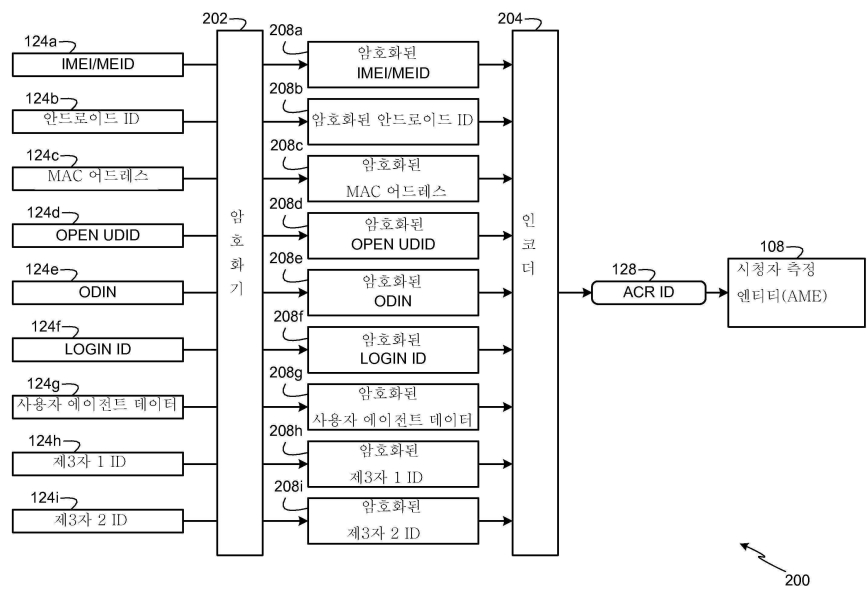 202
204
124a
IMEI/MEID
208a
암호화된
IMEI/MEID
124b
안드로이드 ID
208b
암호화된 안드로이드 ID
124c
MAC 어드레스
208c
암호화된
MAC 어드레스
124d
OPEN UDID
208d
암호화된
OPEN UDID
124e
ODIN
208e
암호화된
ODIN
124f
LOGIN ID
208f
암호화된
LOGIN ID
124g
사용자 에이전트 데이터
208g
암호화된
사용자 에이전트 데이터
124h
제3자 1 ID
208h
암호화된
제3자 1 ID
124i
제3자 2 ID
208i
암호화된
제3자 2 ID
암호화기
인코더
128
ACR ID
108
시청자 측정
엔티티(AME)
200